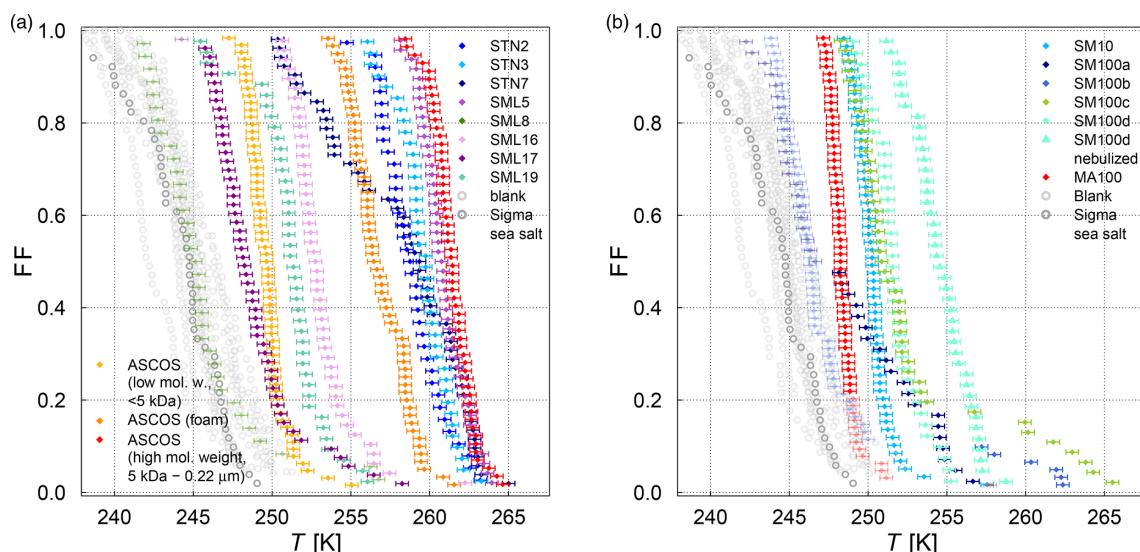 (a)
1.0
0.8
0.6
0.4
0.2
0.0
FF
240
245
250
255
260
265
T [K]
STN2
STN3
STN7
SML5
SML8
SML16
SML17
SML19
blank
Sigma
sea salt
ASCOS
(low mol. w.,
<5 kDa)
ASCOS (foam)
ASCOS
(high mol. weight,
5 kDa − 0.22 µm)
(b)
1.0
0.8
0.6
0.4
0.2
0.0
FF
240
245
250
255
260
265
T [K]
SM10
SM100a
SM100b
SM100c
SM100d
SM100d
nebulized
MA100
Blank
Sigma
sea salt